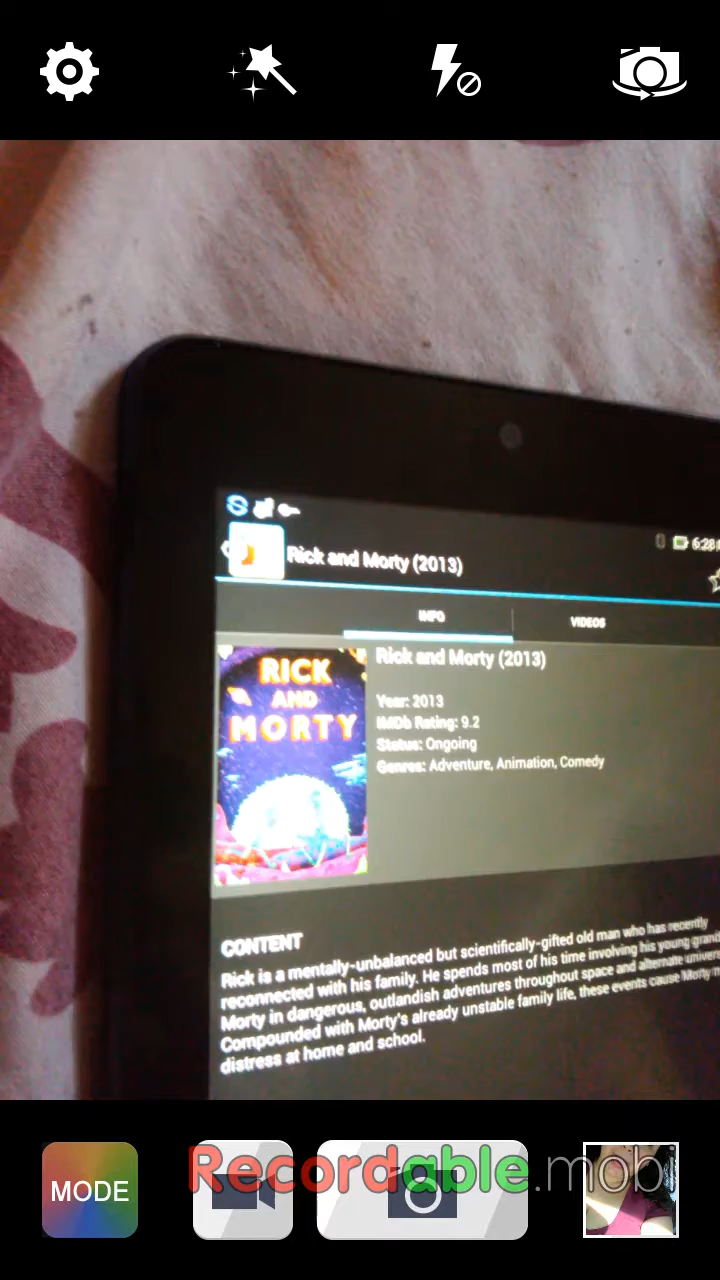 6:28
Rick and Morty (2013)
INFO
VIDEOS
RICK
AND
MORTY
Rick and Morty (2013)
Year: 2013
IMDb Rating: 9.2
Status: Ongoing
Genres: Adventure, Animation, Comedy
CONTENT
Rick is a mentally-unbalanced but scientifically-gifted old man who has recently
reconnected with his family. He spends most of his time involving his young
Morty in dangerous, outlandish adventures throughout space and alternate
Compounded with Morty's already unstable family life, these events cause Morty
distress at home and school.
MODE
Recordable.mobi